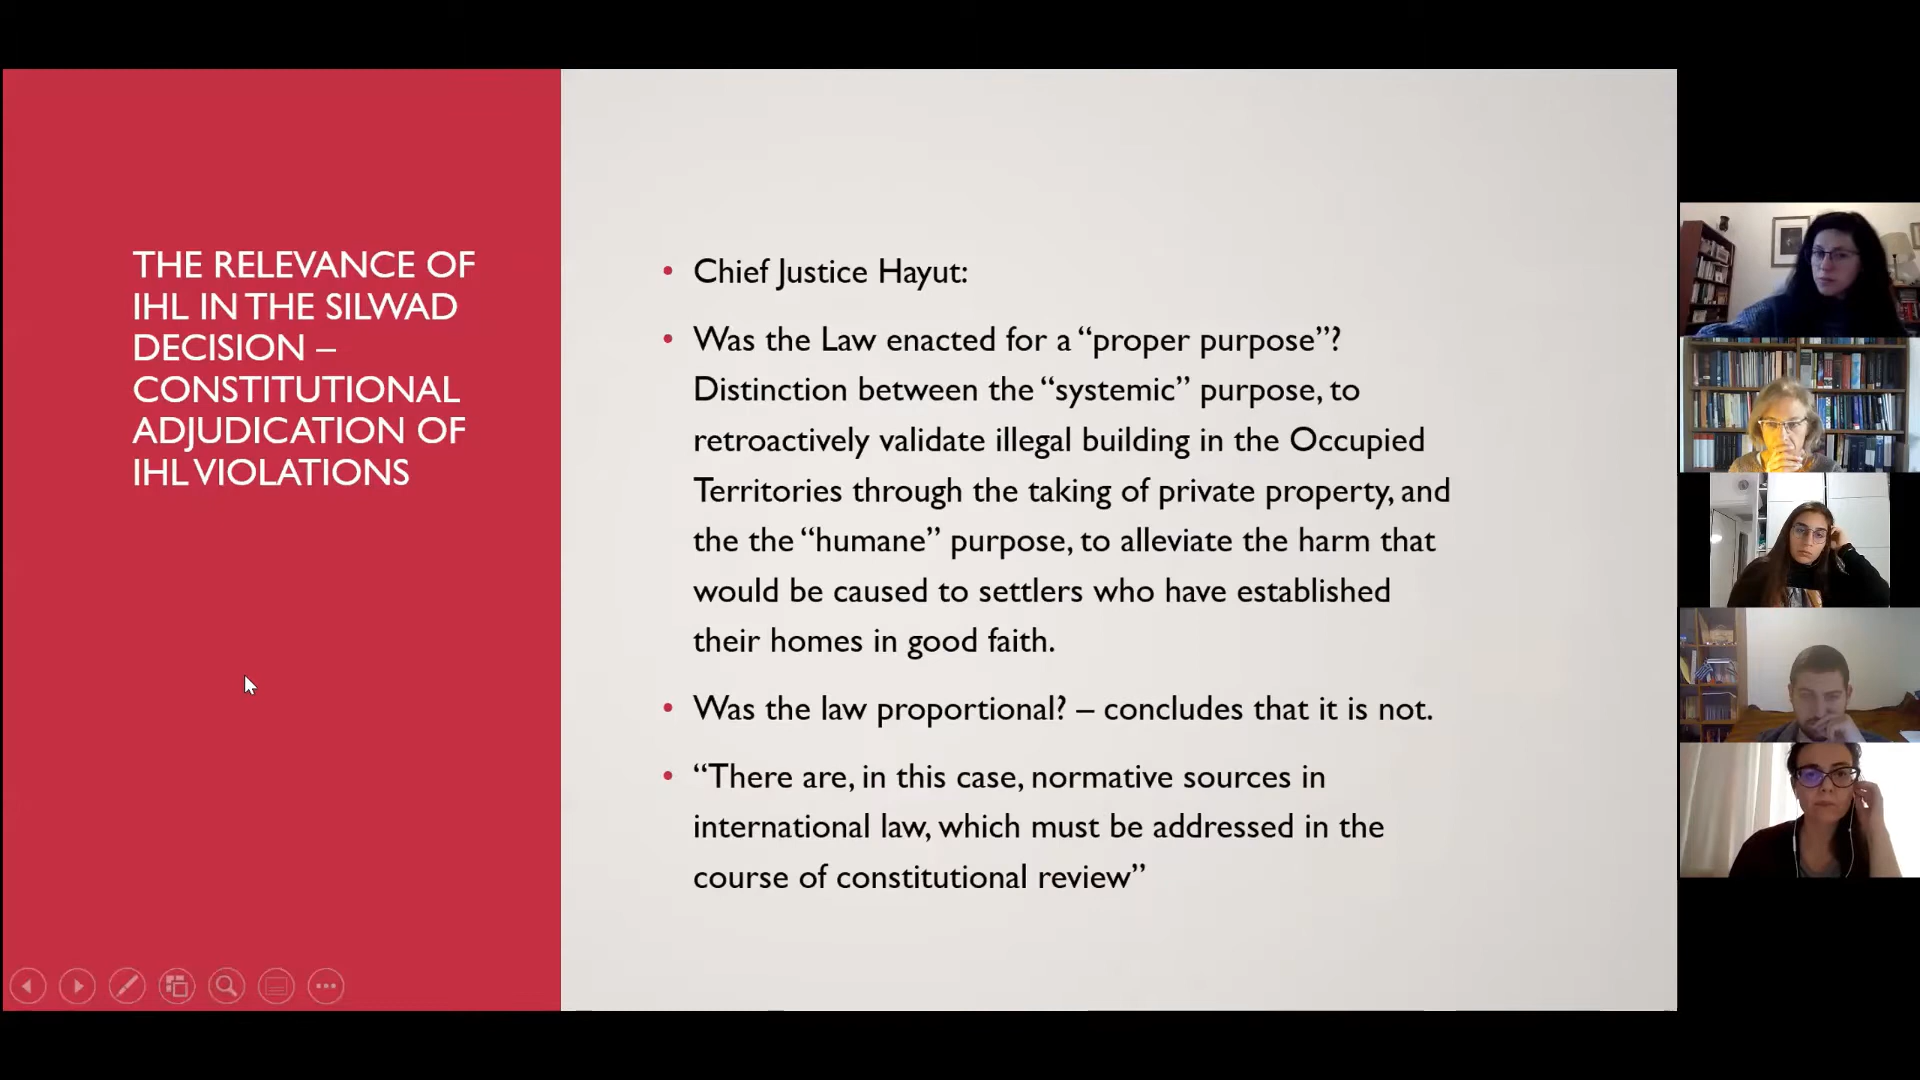 THE RELEVANCE OF
IHL IN THE SILWAD
DECISION –
CONSTITUTIONAL
ADJUDICATION OF
IHL VIOLATIONS
• Chief Justice Hayut:
• Was the Law enacted for a “proper purpose”?
Distinction between the “systemic” purpose, to
retroactively validate illegal building in the Occupied
Territories through the taking of private property, and
the the “humane” purpose, to alleviate the harm that
would be caused to settlers who have established
their homes in good faith.
• Was the law proportional? – concludes that it is not.
• “There are, in this case, normative sources in
international law, which must be addressed in the
course of constitutional review”